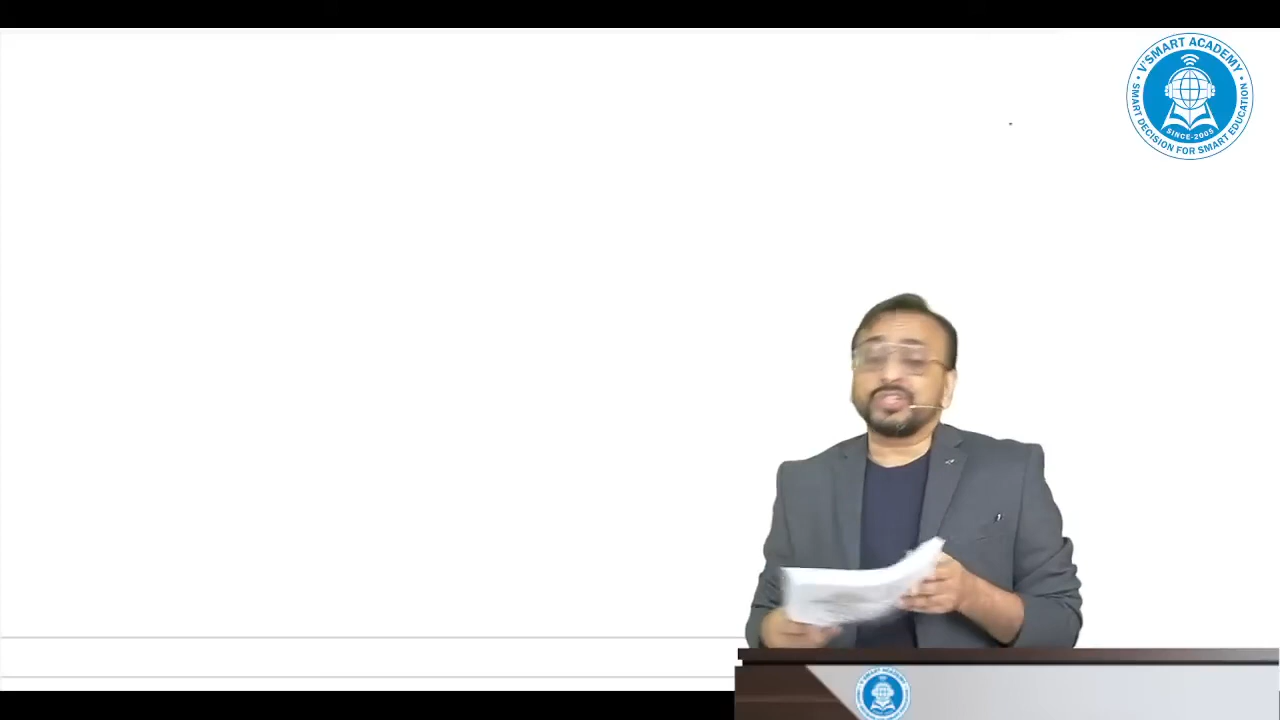 • V'SMART ACADEMY •
SMART DECISION FOR SMART EDUCATION
SINCE-2005